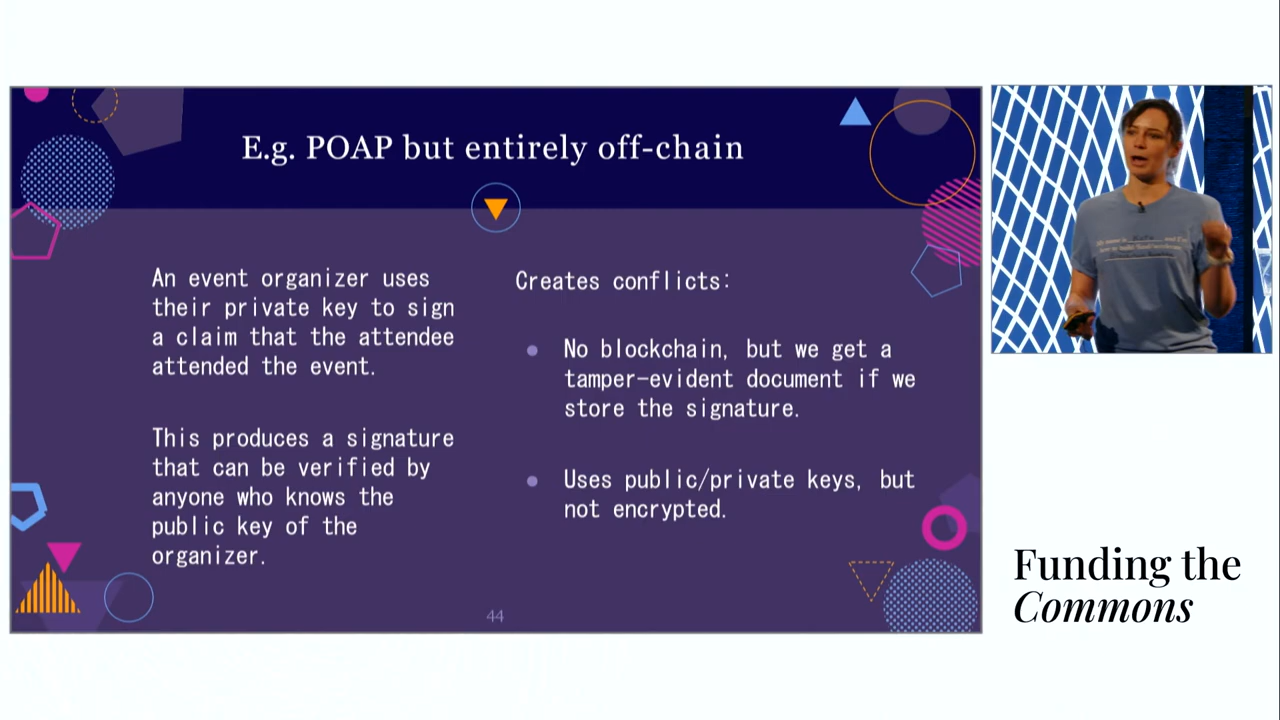 E.g. POAP but entirely off-chain
An event organizer uses
their private key to sign
a claim that the attendee
attended the event.
This produces a signature
that can be verified by
anyone who knows the
public key of the
organizer.
Creates conflicts:
No blockchain, but we get a
tamper-evident document if we
store the signature.
Uses public/private keys, but
not encrypted.
44
Funding the
Commons